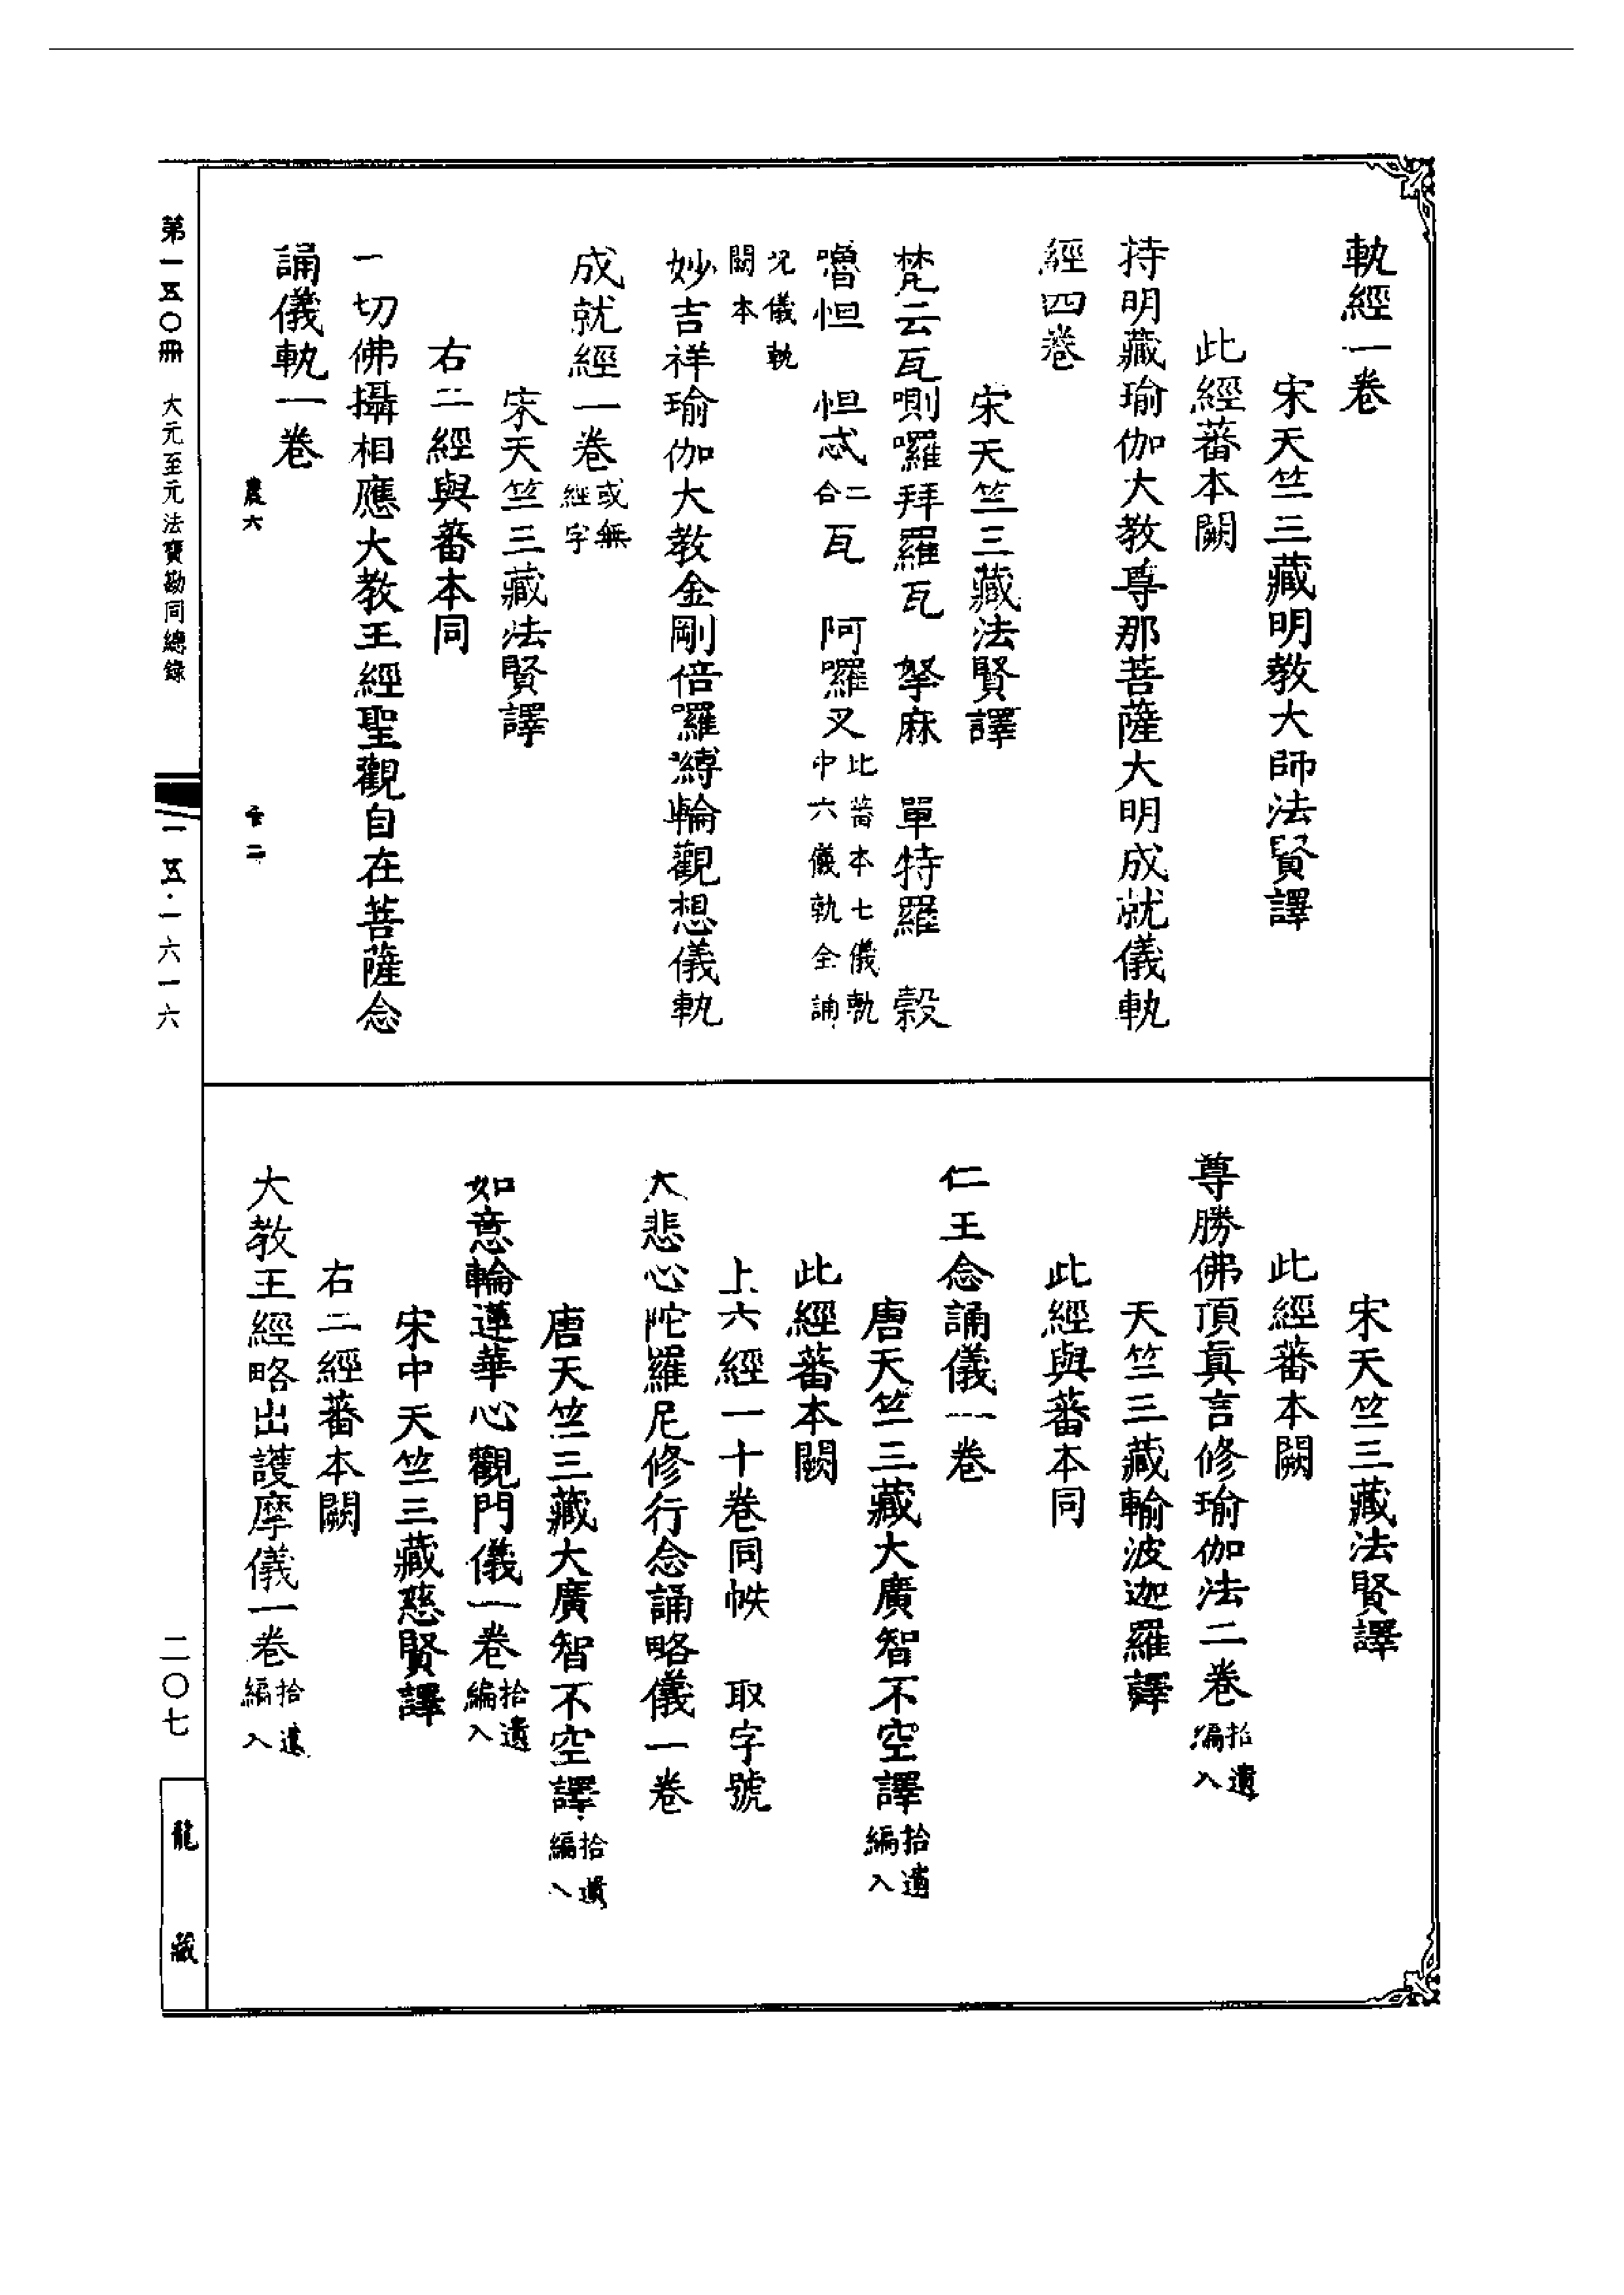 軌經一卷
宋天竺三藏明教大師法賢譯
此經蕃本闕
持明藏瑜伽大教尊那菩薩大明成就儀軌
經四卷
宋天竺三藏法賢譯
梵云瓦㘑囉拜羅瓦 拏麻 單特羅 㲄
嚕怛 怛忒二合瓦 阿囉叉此蕃本七儀軌中六儀軌全誦
呪儀軌闕本
妙吉祥瑜伽大教金剛倍囉縛輪觀想儀軌
成就經一卷或無經字
宋天竺三藏法賢譯
右二經與蕃本同
一切佛攝相應大教王經聖觀自在菩薩念
誦儀軌一卷
農六
宋天竺三藏法賢譯
此經蕃本闕
尊勝佛頂眞言修瑜伽法二卷拾遺編入
天竺三藏輸波迦羅譯
此經與蕃本同
仁王念誦儀一卷
唐天竺三藏大廣智不空譯拾遺編入
此經蕃本闕
上六經一十卷同帙 取字號
大悲心陀羅尼修行念誦略儀一卷
唐天竺三藏大廣智不空譯拾遺編入
如意輪蓮華心觀門儀一卷拾遺編入
宋中天竺三藏慈賢譯
右二經蕃本闕
大教王經略出護摩儀一卷拾遺編入
第一五〇冊 大元至元法寶勘同總錄
一五·一六一六
二〇七
龍藏